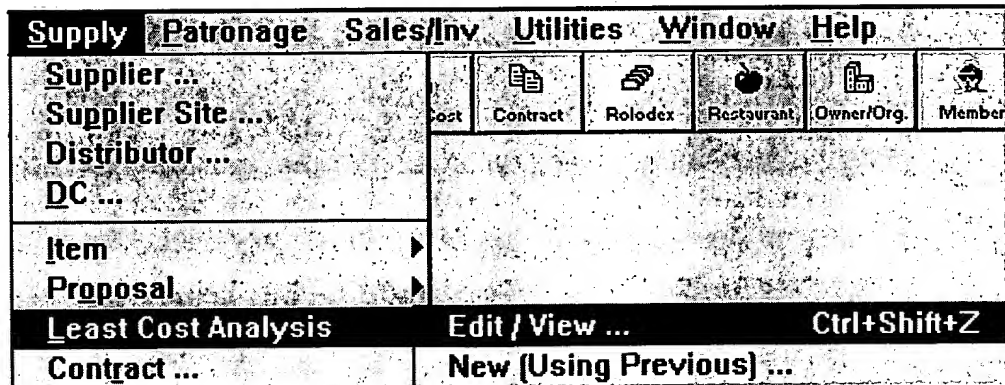 Supply Patronage Sales/Inv Utilities Window Help
Supplier ...
Supplier Site ...
Distributor ...
DC ...
Cost Contract Rolodex Restaurant Owner/Org. Member
Item
Proposal
Least Cost Analysis Edit / View ... Ctrl+Shift+Z
Contract ... New (Using Previous) ...